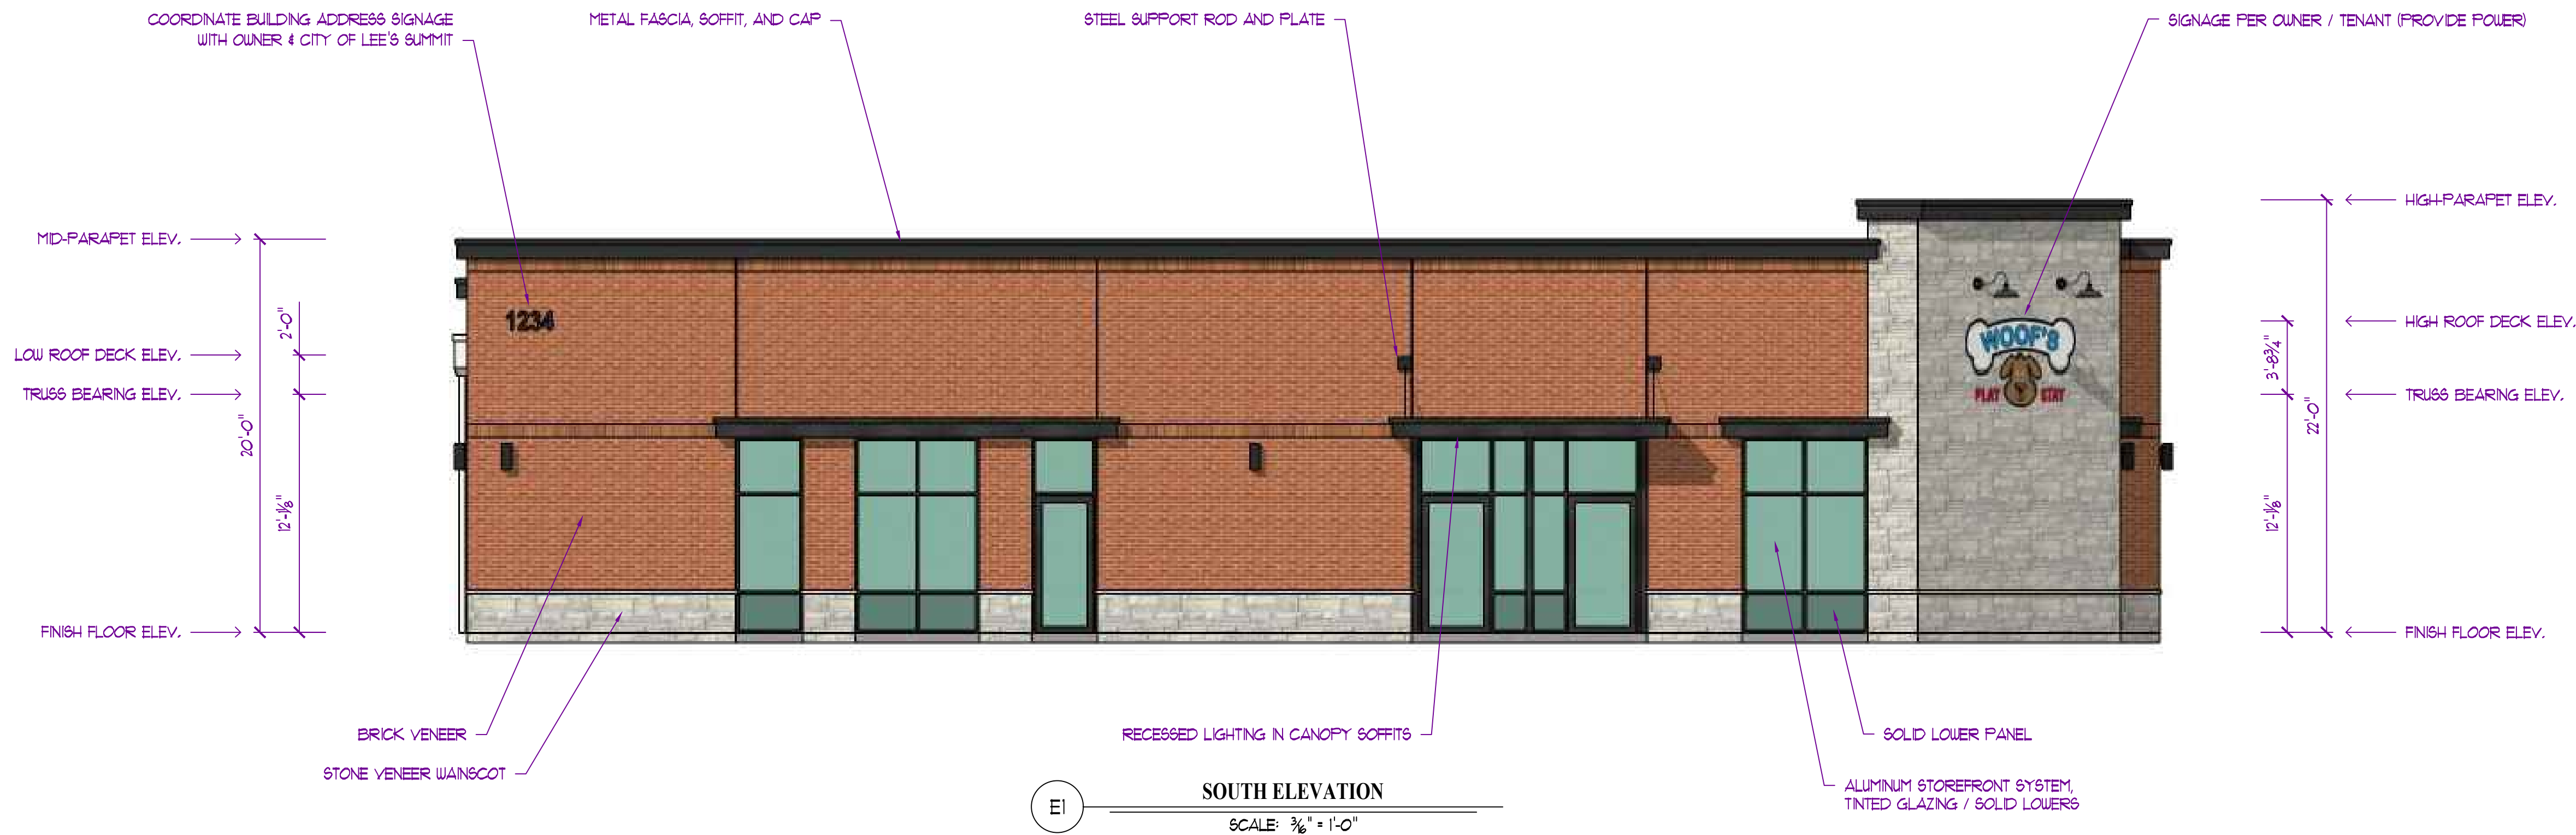 COORDINATE BUILDING ADDRESS SIGNAGE
WITH OWNER & CITY OF LEE'S SUMMIT
METAL FASCIA, SOFFIT, AND CAP
STEEL SUPPORT ROD AND PLATE
SIGNAGE PER OWNER / TENANT (PROVIDE POWER)
MID-PARAPET ELEV.
LOW ROOF DECK ELEV.
TRUSS BEARING ELEV.
FINISH FLOOR ELEV.
20'-0"
2'-0"
12'-1/8"
1234
WOOF'S
PLAY STAY
HIGH-PARAPET ELEV.
HIGH ROOF DECK ELEV.
TRUSS BEARING ELEV.
FINISH FLOOR ELEV.
3'-8 3/4"
12'-1/8"
22'-0"
BRICK VENEER
STONE VENEER WAINSCOT
RECESSED LIGHTING IN CANOPY SOFFITS
SOLID LOWER PANEL
ALUMINUM STOREFRONT SYSTEM,
TINTED GLAZING / SOLID LOWERS
E1
SOUTH ELEVATION
SCALE: 3/16" = 1'-0"